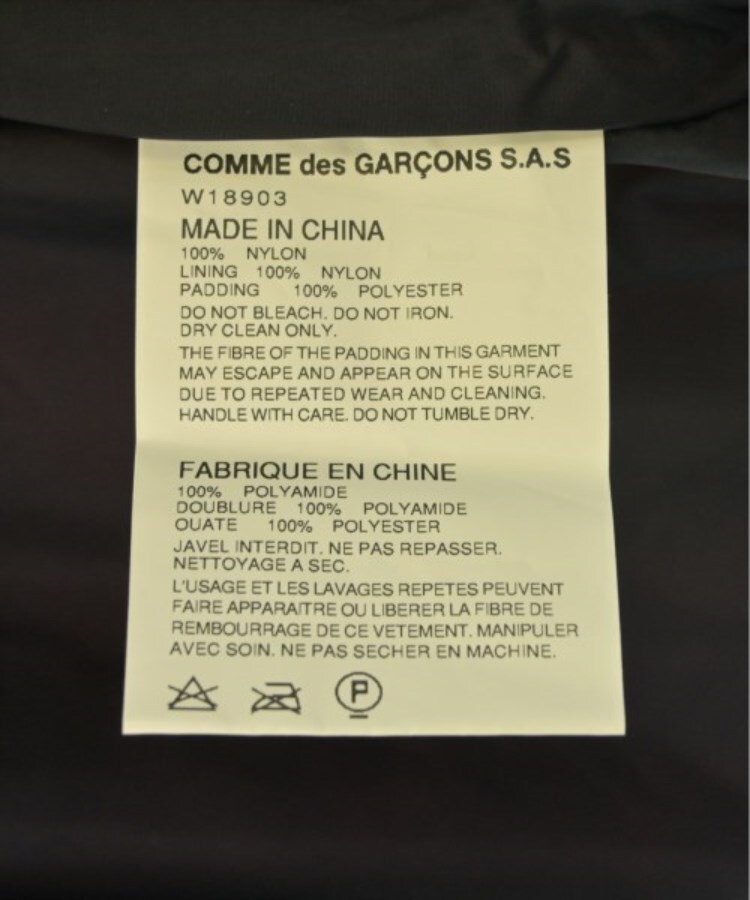 COMME des GARÇONS S.A.S
W18903
MADE IN CHINA
100% NYLON
LINING 100% NYLON
PADDING 100% POLYESTER
DO NOT BLEACH. DO NOT IRON.
DRY CLEAN ONLY.
THE FIBRE OF THE PADDING IN THIS GARMENT
MAY ESCAPE AND APPEAR ON THE SURFACE
DUE TO REPEATED WEAR AND CLEANING.
HANDLE WITH CARE. DO NOT TUMBLE DRY.
FABRIQUE EN CHINE
100% POLYAMIDE
DOUBLURE 100% POLYAMIDE
OUATE 100% POLYESTER
JAVEL INTERDIT. NE PAS REPASSER.
NETTOYAGE A SEC.
L'USAGE ET LES LAVAGES REPETES PEUVENT
FAIRE APPARAITRE OU LIBERER LA FIBRE DE
REMBOURRAGE DE CE VETEMENT. MANIPULER
AVEC SOIN. NE PAS SECHER EN MACHINE.
P